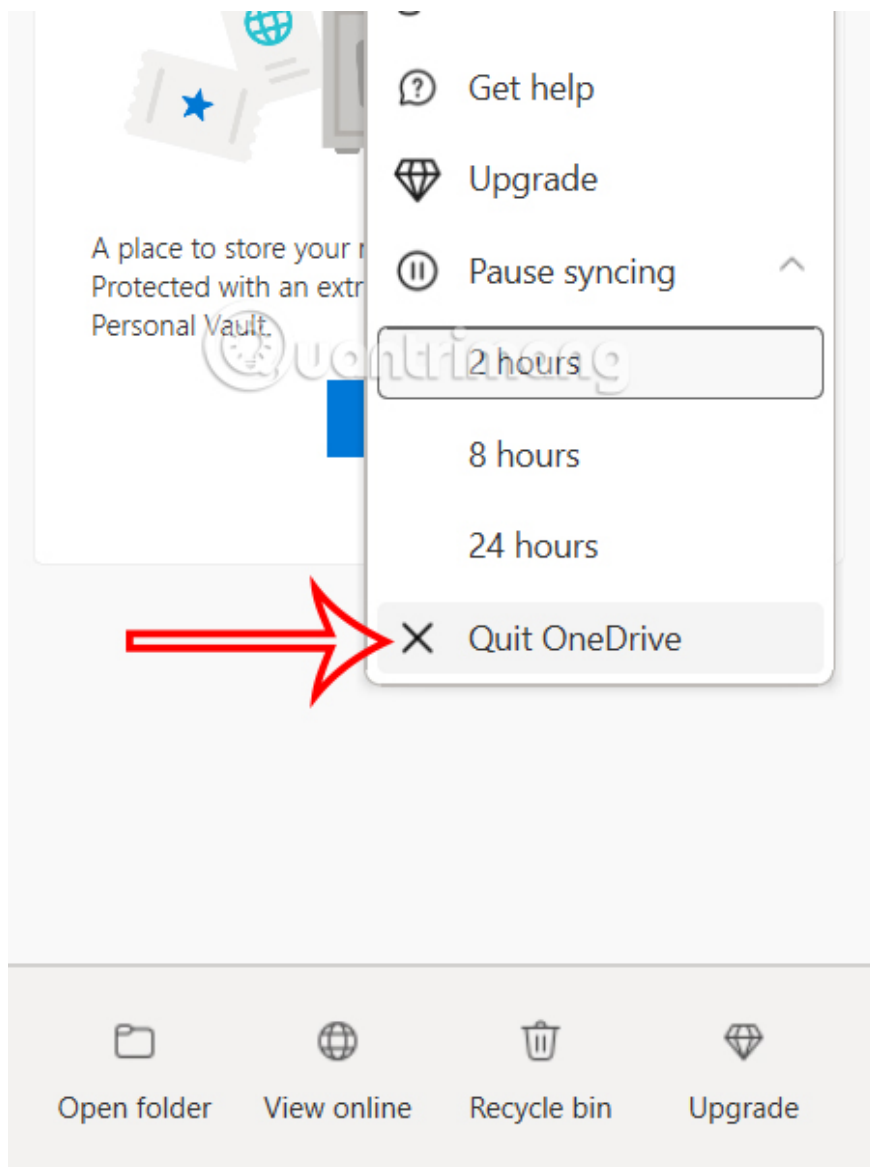 Get help
Upgrade
Pause syncing
A place to store your
Protected with an extr
Personal Vault.
Quantrimang
2 hours
8 hours
24 hours
Quit OneDrive
Open folder
View online
Recycle bin
Upgrade